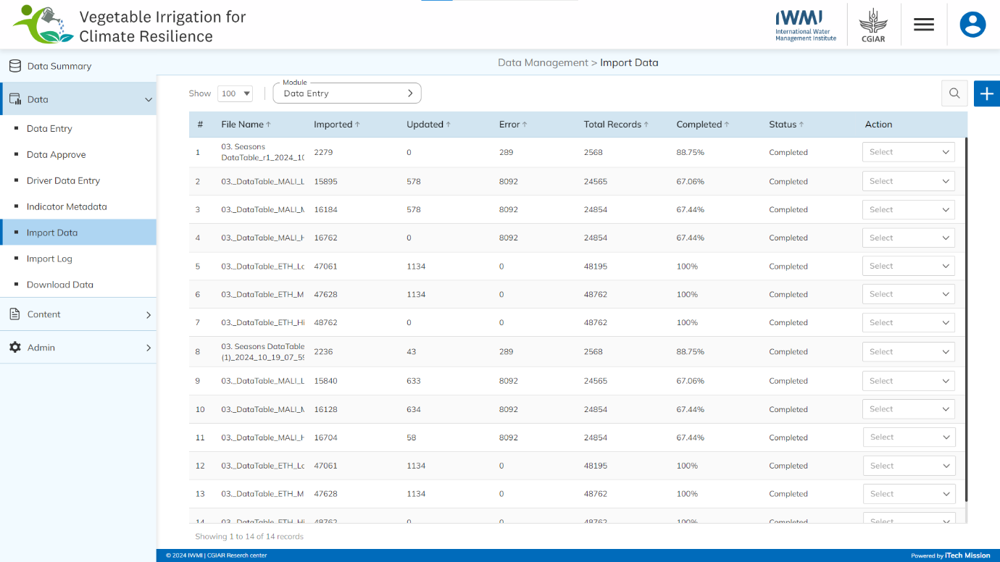 Vegetable Irrigation for
Climate Resilience
IWMI
International Water
Management Institute
CGIAR
Data Summary
Data
Data Entry
Data Approve
Driver Data Entry
Indicator Metadata
Import Data
Import Log
Download Data
Content
Admin
Data Management > Import Data
Show 100 Module Data Entry
# File Name ↑ Imported ↑ Updated ↑ Error ↑ Total Records ↑ Completed ↑ Status ↑ Action
1 03. Seasons DataTable_r1_2024_10 2279 0 289 2568 88.75% Completed Select
2 03._DataTable_MALI_L 15895 578 8092 24565 67.06% Completed Select
3 03._DataTable_MALI_M 16184 578 8092 24854 67.44% Completed Select
4 03._DataTable_MALI_H 16762 0 8092 24854 67.44% Completed Select
5 03._DataTable_ETH_Lo 47061 1134 0 48195 100% Completed Select
6 03._DataTable_ETH_M 47628 1134 0 48762 100% Completed Select
7 03._DataTable_ETH_Hi 48762 0 0 48762 100% Completed Select
8 03. Seasons DataTable (1)_2024_10_19_07_59 2236 43 289 2568 88.75% Completed Select
9 03._DataTable_MALI_L 15840 633 8092 24565 67.06% Completed Select
10 03._DataTable_MALI_M 16128 634 8092 24854 67.44% Completed Select
11 03._DataTable_MALI_H 16704 58 8092 24854 67.44% Completed Select
12 03._DataTable_ETH_Lo 47061 1134 0 48195 100% Completed Select
13 03._DataTable_ETH_M 47628 1134 0 48762 100% Completed Select
14 03._DataTable_ETH_Hi 48762 0 0 48762 100% Completed Select
Showing 1 to 14 of 14 records
© 2024 IWMI | CGIAR Reserch center
Powered by iTech Mission